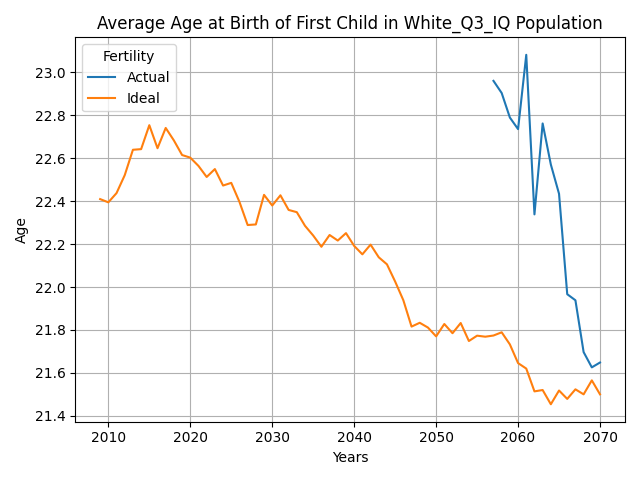 Average Age at Birth of First Child in White_Q3_IQ Population
Fertility
Actual
Ideal
23.0
22.8
22.6
22.4
22.2
22.0
21.8
21.6
21.4
Age
2010
2020
2030
2040
2050
2060
2070
Years